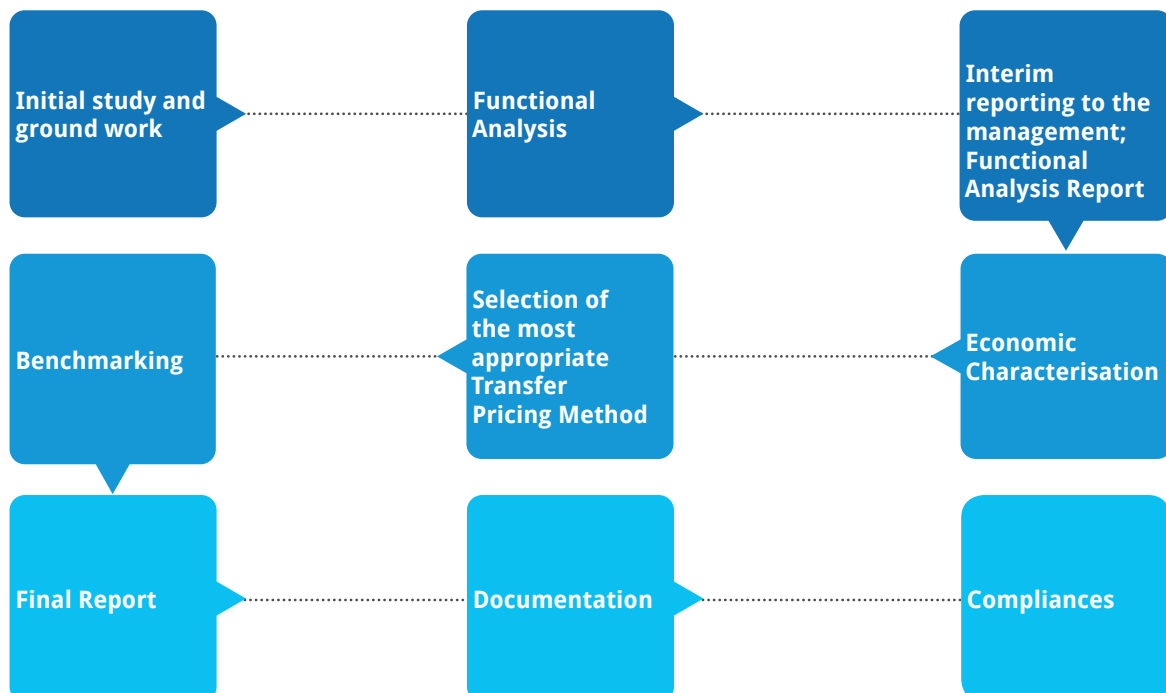 Initial study and
ground work
Functional
Analysis
Interim
reporting to the
management;
Functional
Analysis Report
Economic
Characterisation
Selection of
the most
appropriate
Transfer
Pricing Method
Benchmarking
Final Report
Documentation
Compliances